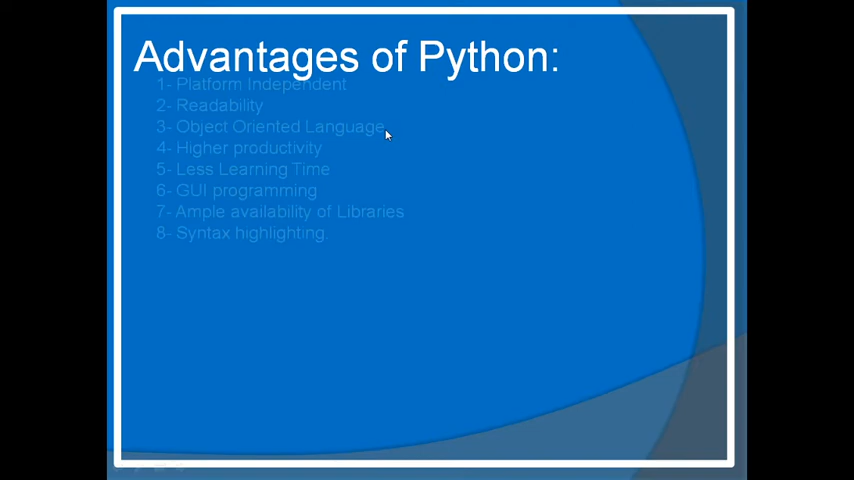 Advantages of Python:
1- Platform Independent
2- Readability
3- Object Oriented Language
4- Higher productivity
5- Less Learning Time
6- GUI programming
7- Ample availability of Libraries
8- Syntax highlighting.